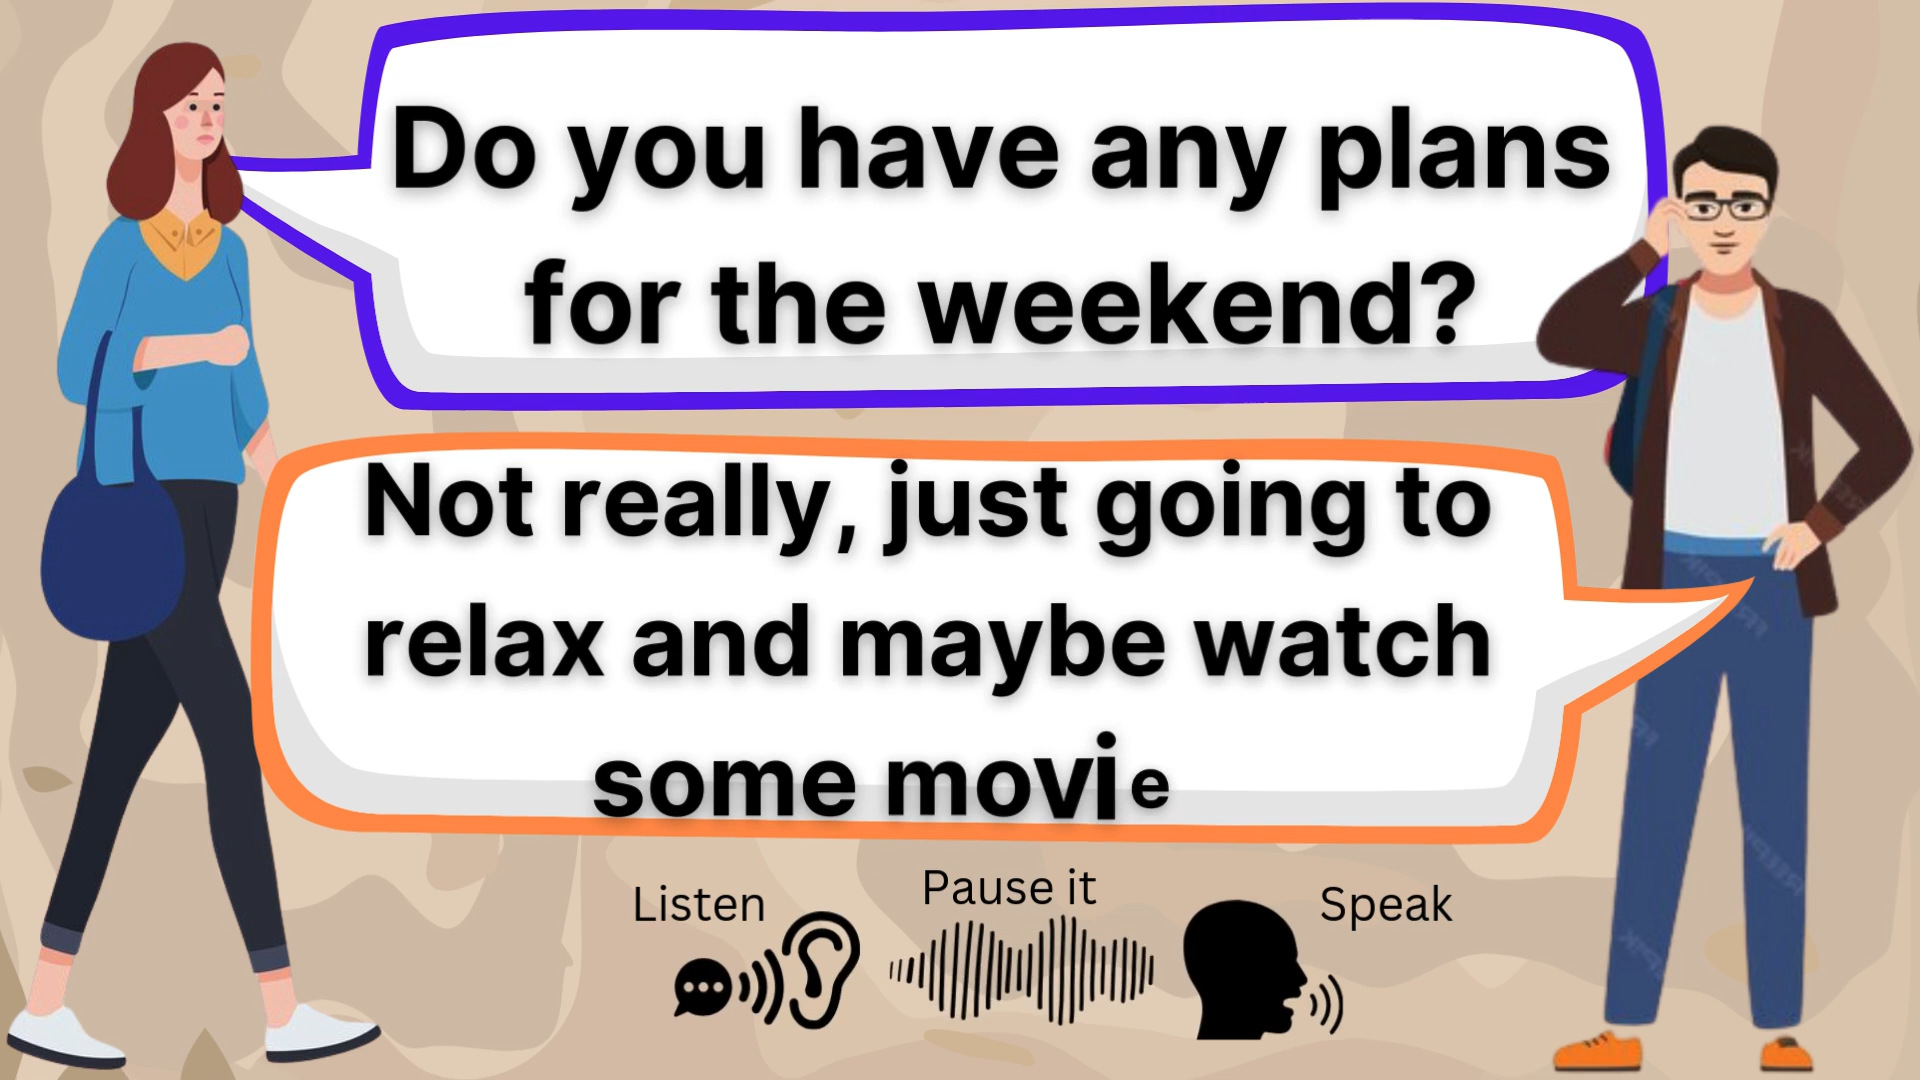 Do you have any plans
for the weekend?
Not really, just going to
relax and maybe watch
some movie
Listen
Pause it
Speak